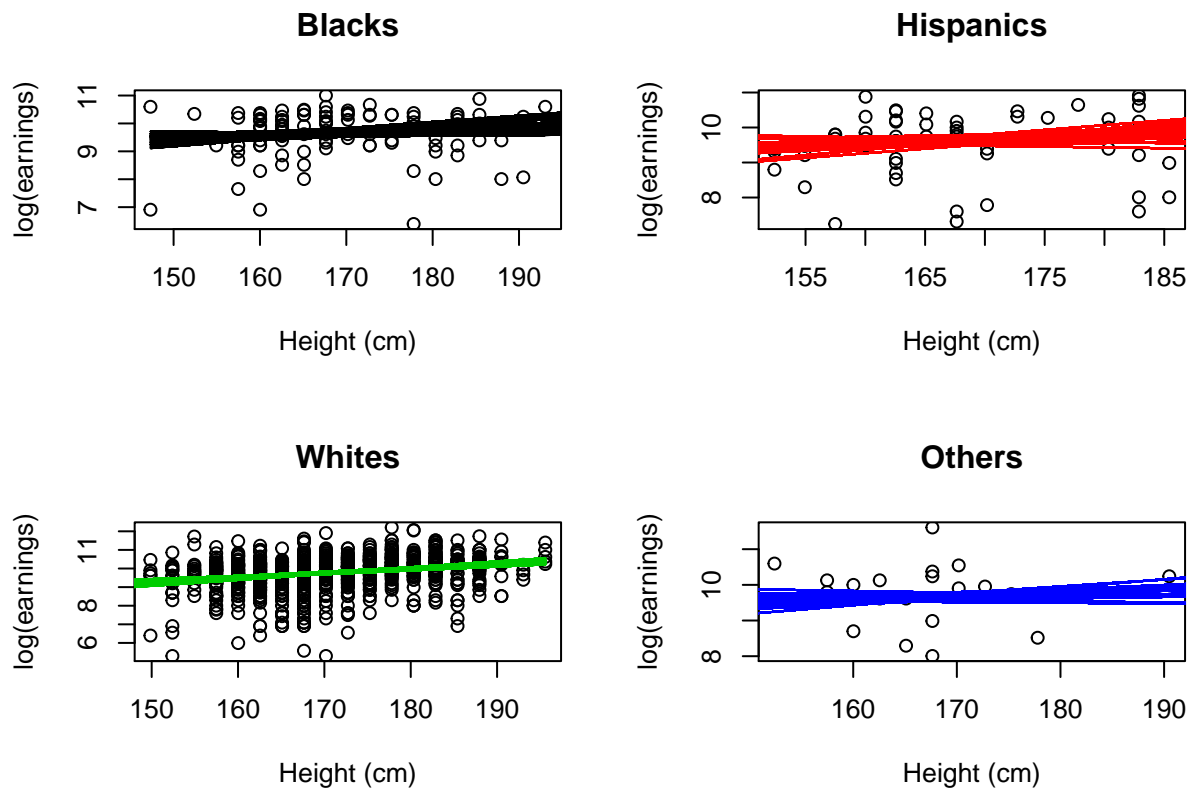 Blacks
log(earnings)
11
9
7
150 160 170 180 190
Height (cm)
Hispanics
log(earnings)
10
8
155 165 175 185
Height (cm)
Whites
log(earnings)
11
8
6
150 160 170 180 190
Height (cm)
Others
log(earnings)
10
8
160 170 180 190
Height (cm)